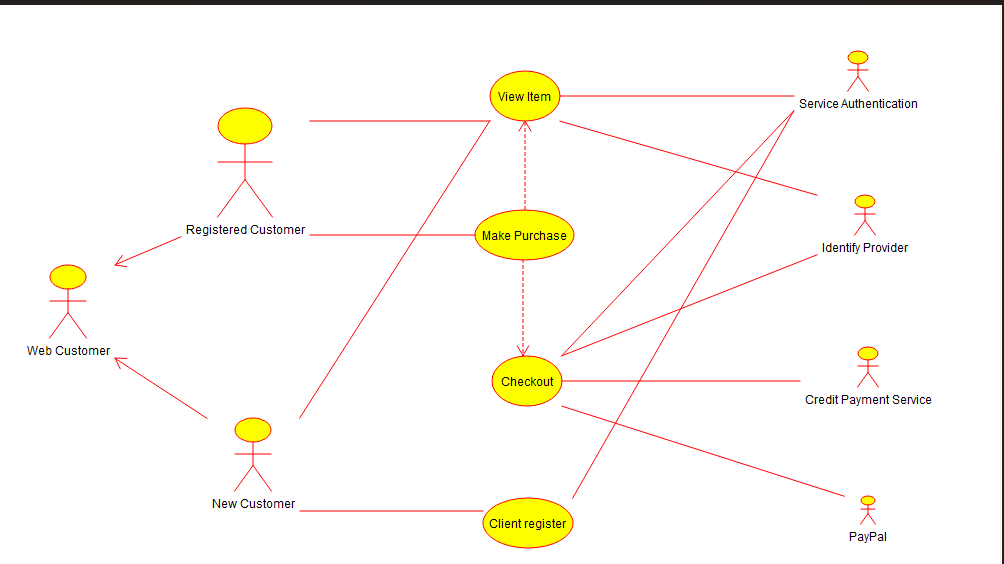 View Item
Service Authentication
Registered Customer
Make Purchase
Identify Provider
Web Customer
Checkout
Credit Payment Service
New Customer
Client register
PayPal